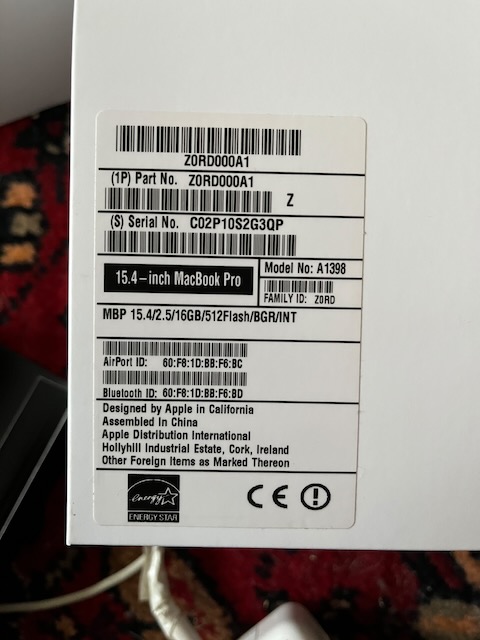 Z0RD000A1
(1P) Part No. Z0RD000A1
Z
(S) Serial No. C02P10S2G3QP
15.4-inch MacBook Pro
Model No: A1398
FAMILY ID: Z0RD
MBP 15.4/2.5/16GB/512Flash/BGR/INT
AirPort ID: 60:F8:1D:BB:F6:BC
Bluetooth ID: 60:F8:1D:BB:F6:BD
Designed by Apple in California
Assembled In China
Apple Distribution International
Hollyhill Industrial Estate, Cork, Ireland
Other Foreign Items as Marked Thereon
energy
ENERGY STAR
CE